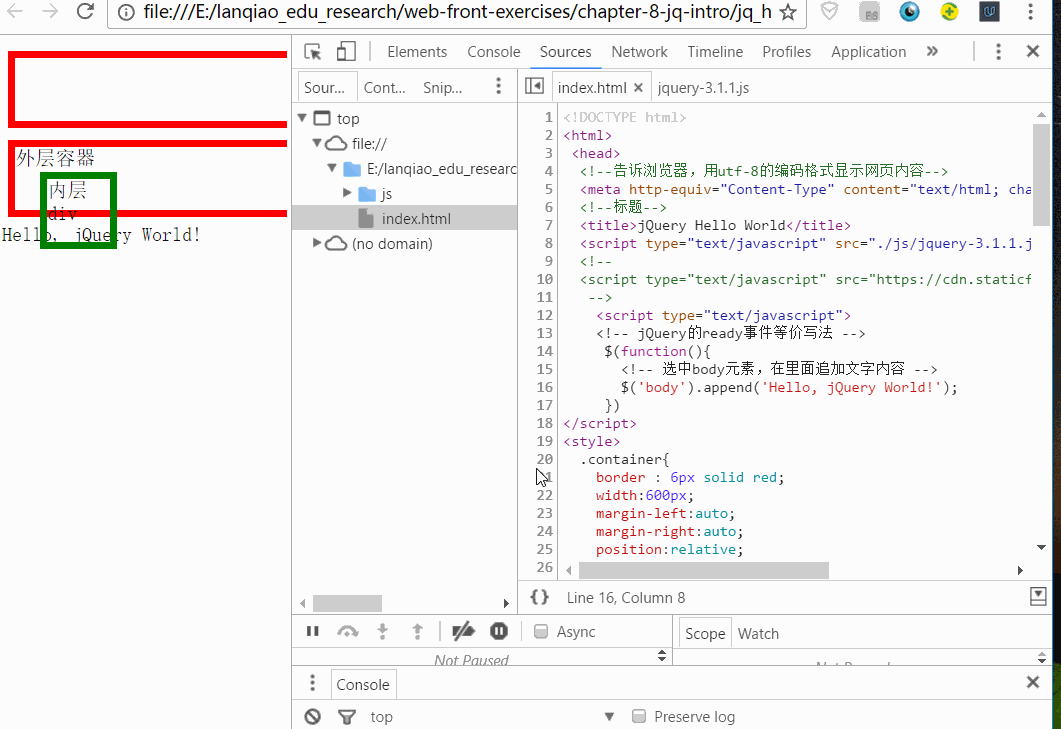 file:///E:/lanqiao_edu_research/web-front-exercises/chapter-8-jq-intro/jq_h
外层容器
内层
div
Hello, jQuery World!
Elements Console Sources Network Timeline Profiles Application »
Sour... Cont... Snip...
index.html × jquery-3.1.1.js
top
file://
E:/lanqiao_edu_researc
js
index.html
(no domain)
1 <!DOCTYPE html>
2 <html>
3 <head>
4 <!--告诉浏览器，用utf-8的编码格式显示网页内容-->
5 <meta http-equiv="Content-Type" content="text/html; cha
6 <!--标题-->
7 <title>jQuery Hello World</title>
8 <script type="text/javascript" src="./js/jquery-3.1.1.j
9 <!--
10 <script type="text/javascript" src="https://cdn.staticf
11 -->
12 <script type="text/javascript">
13 <!-- jQuery的ready事件等价写法 -->
14 $(function(){
15 <!-- 选中body元素，在里面追加文字内容 -->
16 $('body').append('Hello, jQuery World!');
17 })
18 </script>
19 <style>
20 .container{
21 border : 6px solid red;
22 width:600px;
23 margin-left:auto;
24 margin-right:auto;
25 position:relative;
26
{} Line 16, Column 8
Async
Scope Watch
Not Paused
Console
top
Preserve log